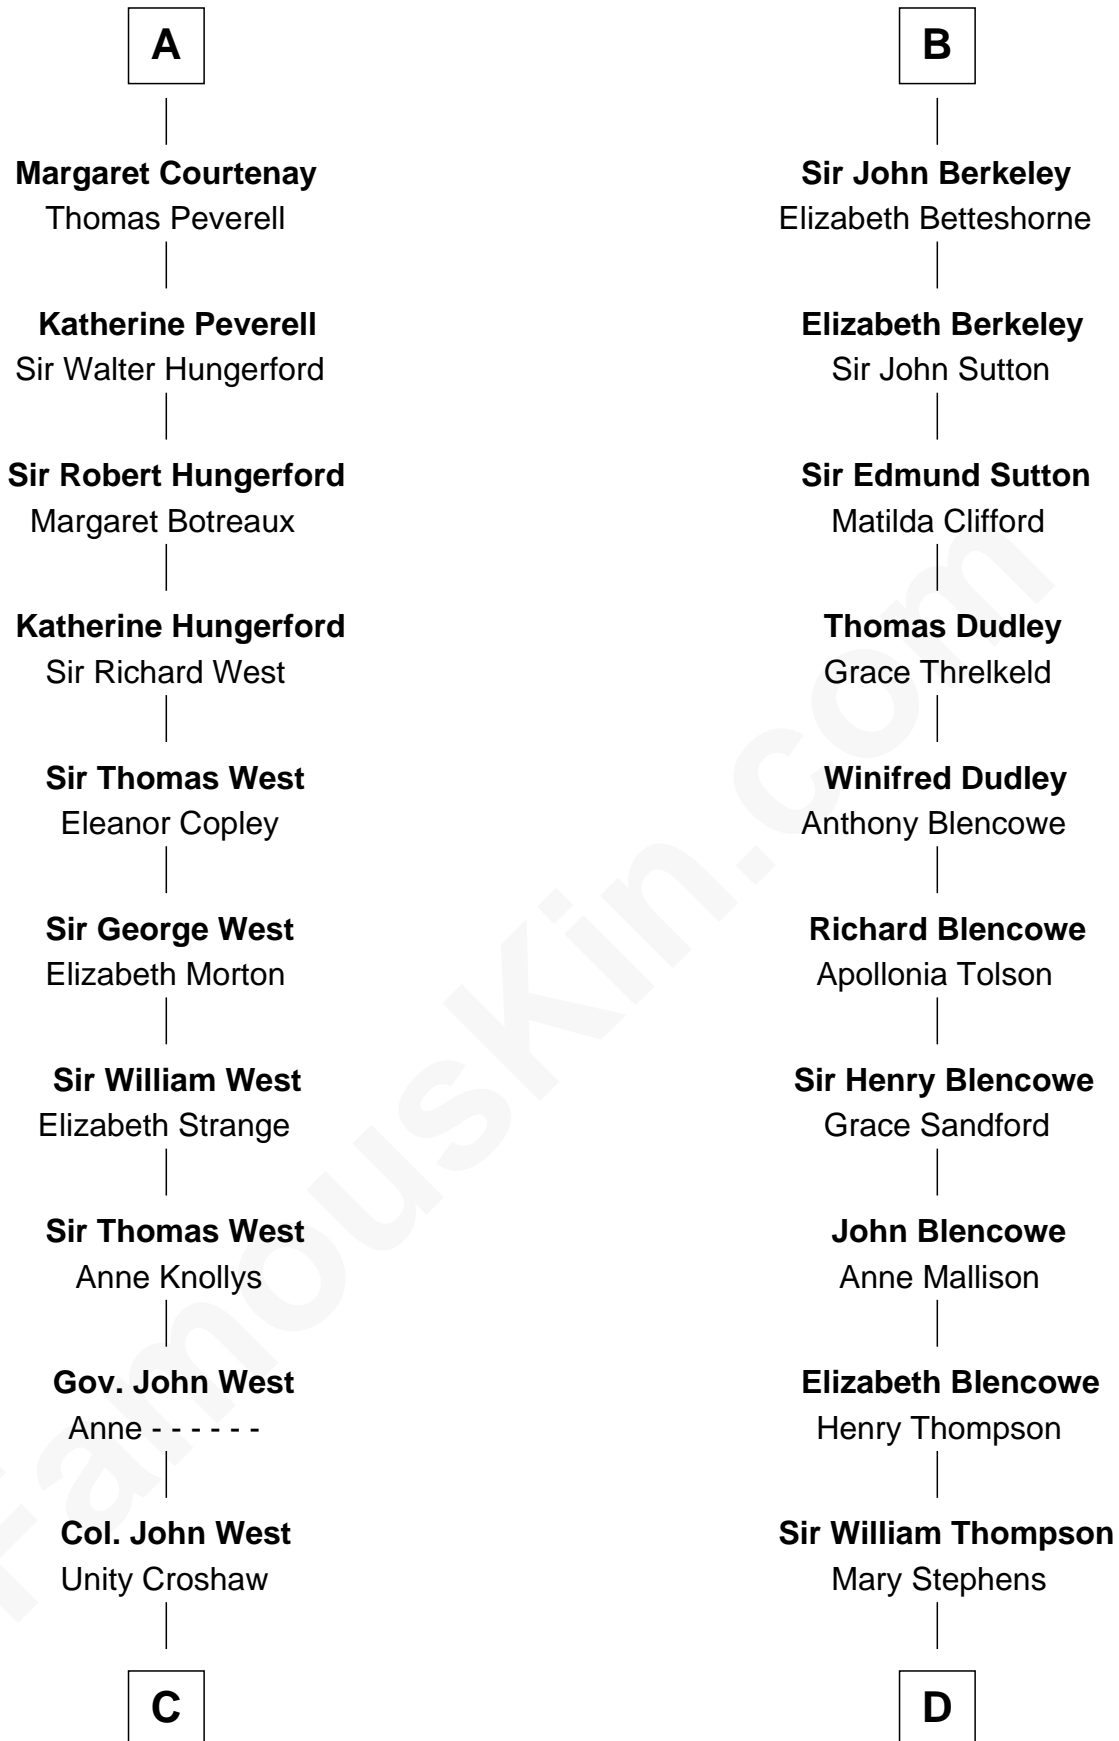 A
Margaret Courtenay
Thomas Peverell
Katherine Peverell
Sir Walter Hungerford
Sir Robert Hungerford
Margaret Botreaux
Katherine Hungerford
Sir Richard West
Sir Thomas West
Eleanor Copley
Sir George West
Elizabeth Morton
Sir William West
Elizabeth Strange
Sir Thomas West
Anne Knollys
Gov. John West
Anne - - - - - -
Col. John West
Unity Croshaw
C
B
Sir John Berkeley
Elizabeth Betteshorne
Elizabeth Berkeley
Sir John Sutton
Sir Edmund Sutton
Matilda Clifford
Thomas Dudley
Grace Threlkeld
Winifred Dudley
Anthony Blencowe
Richard Blencowe
Apollonia Tolson
Sir Henry Blencowe
Grace Sandford
John Blencowe
Anne Mallison
Elizabeth Blencowe
Henry Thompson
Sir William Thompson
Mary Stephens
D
FamousKin.com